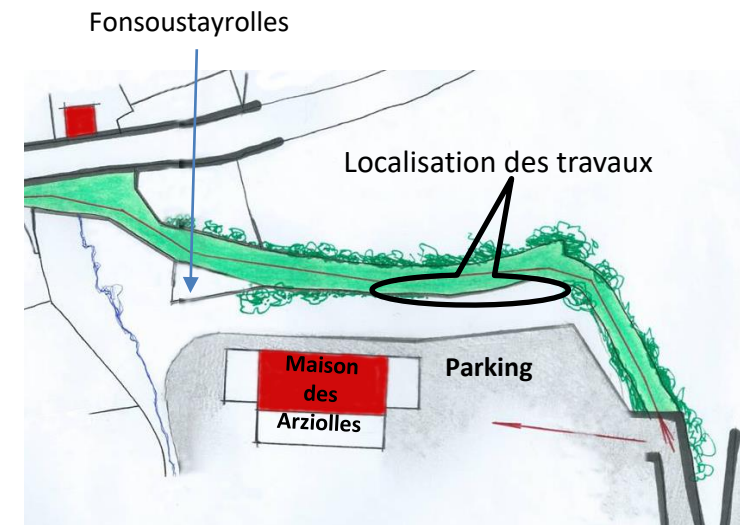 Fonsoustayrolles
Localisation des travaux
Maison
des
Arziolles
Parking